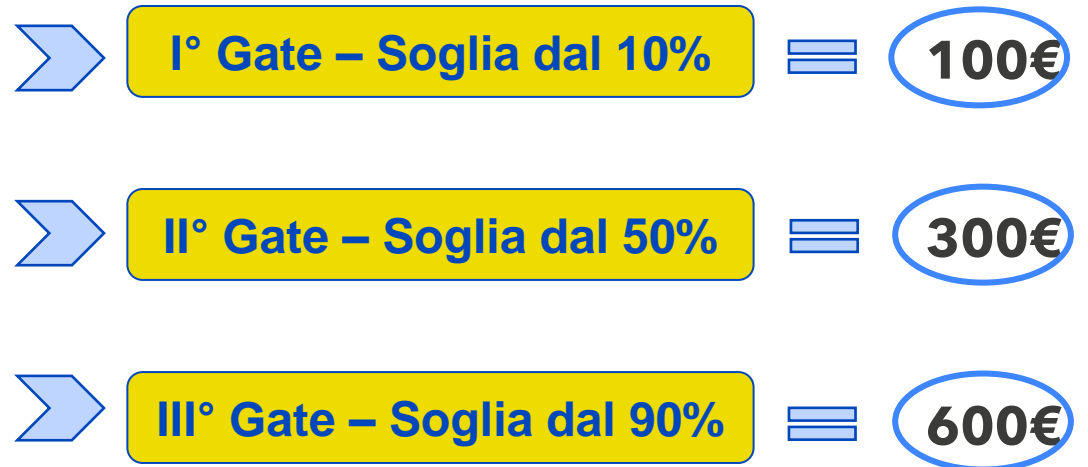 I° Gate – Soglia dal 10% = 100€
II° Gate – Soglia dal 50% = 300€
III° Gate – Soglia dal 90% = 600€